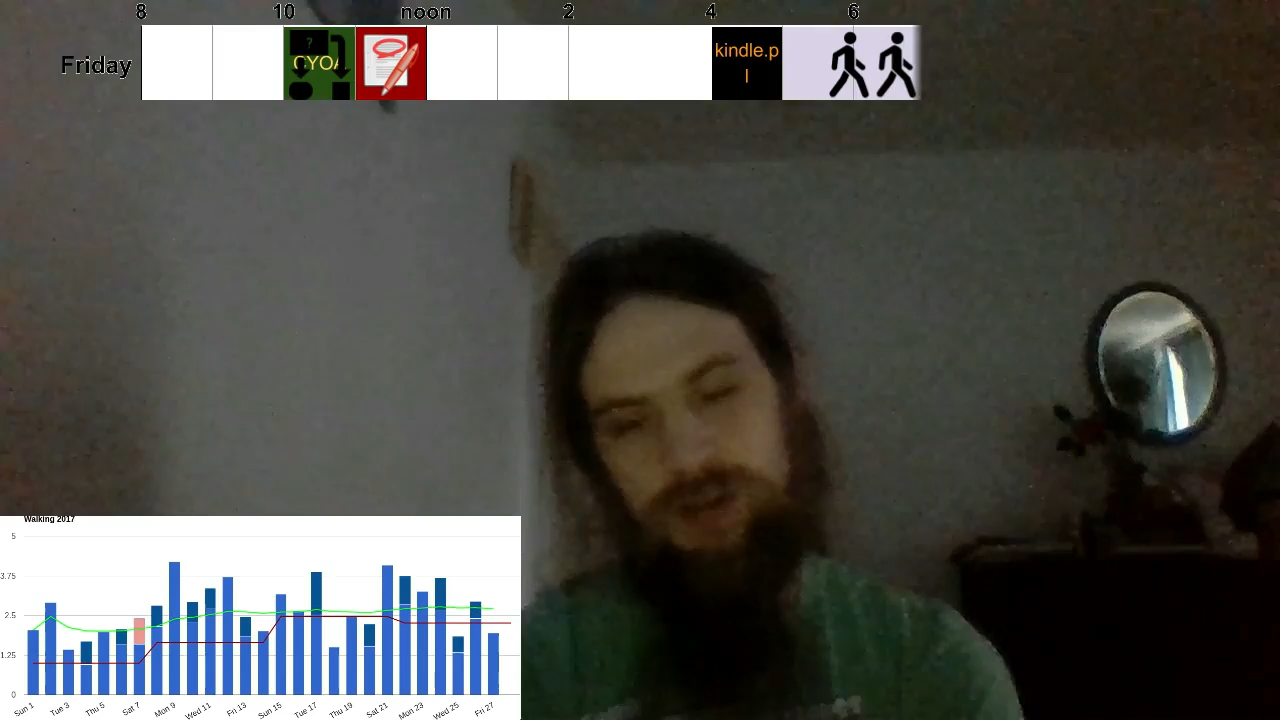 8 10 noon 2 4 6
Friday
?
CYOA
kindle.p
l
Walking 2017
5
3.75
2.5
1.25
0
Sun 1 Tue 3 Thu 5 Sat 7 Mon 9 Wed 11 Fri 13 Sun 15 Tue 17 Thu 19 Sat 21 Mon 23 Wed 25 Fri 27